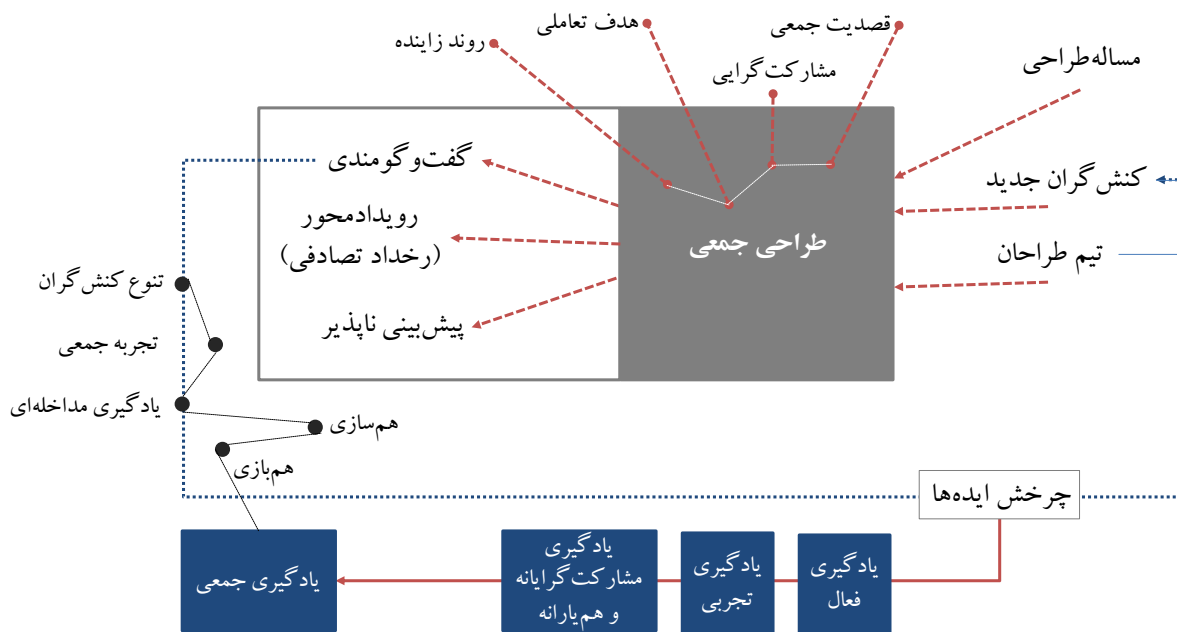 قصدیت جمعی
هدف تعاملی
روند زاینده
مشارکت‌گرایی
مساله‌طراحی
کنش‌گران جدید
تیم طراحان
طراحی جمعی
گفت‌و‌گومندی
رویدادمحور
(رخداد تصادفی)
پیش‌بینی ناپذیر
تنوع کنش‌گران
تجربه جمعی
یادگیری مداخله‌ای
هم‌سازی
هم‌بازی
چرخش ایده‌ها
یادگیری
فعال
یادگیری
تجربی
یادگیری
مشارکت‌گرایانه
و هم‌یارانه
یادگیری جمعی